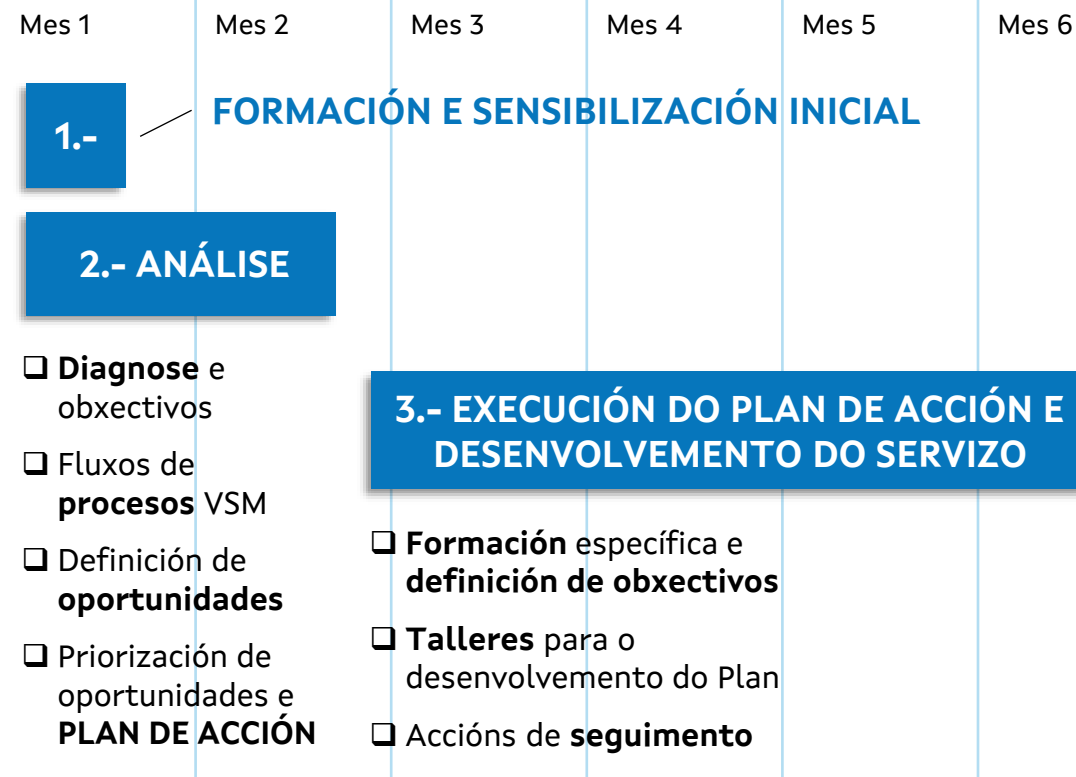 Mes 1 Mes 2 Mes 3 Mes 4 Mes 5 Mes 6
1.-
FORMACIÓN E SENSIBILIZACIÓN INICIAL
2.- ANÁLISE
Diagnose e
obxectivos
Fluxos de
procesos VSM
Definición de
oportunidades
Priorización de
oportunidades e
PLAN DE ACCIÓN
3.- EXECUCIÓN DO PLAN DE ACCIÓN E
DESENVOLVEMENTO DO SERVIZO
Formación específica e
definición de obxectivos
Talleres para o
desenvolvemento do Plan
Accións de seguimento